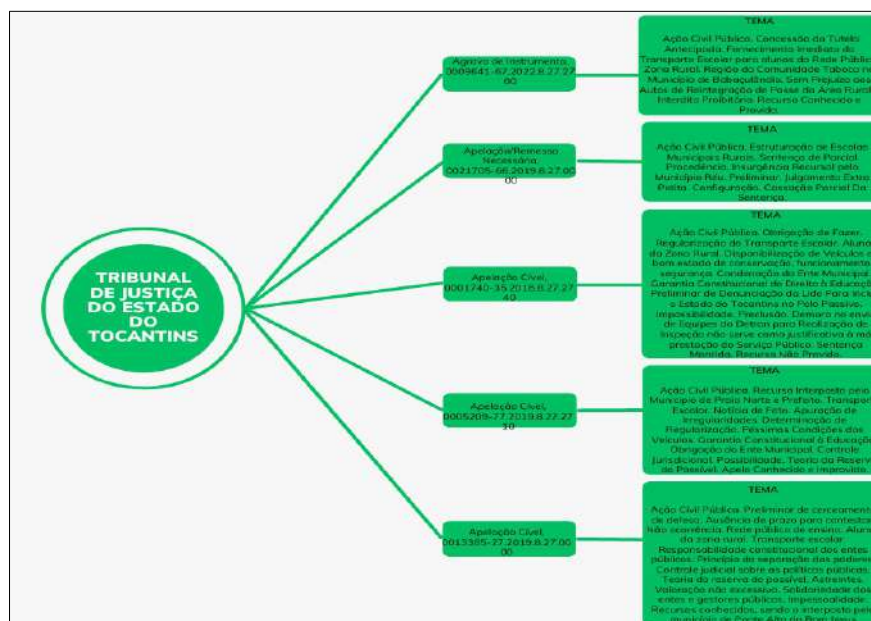 TRIBUNAL
DE JUSTIÇA
DO ESTADO
DO
TOCANTINS
Agravo de Instrumento,
0009641-67.2022.8.27.27
00
TEMA
Ação Civil Pública. Concessão da Tutela
Antecipada. Fornecimento Imediato do
Transporte Escolar para alunos da Rede Públic
Zona Rural. Região da Comunidade Taboca no
Município de Babaçulândia. Sem Prejuízo aos
Autos de Reintegração de Posse da Área Rural
Interdito Proibitório. Recurso Conhecido e
Provido.
Apelação/Remessa
Necessária,
0021705-66.2019.8.27.00
00
TEMA
Ação Civil Pública. Estruturação de Escolas
Municipais Rurais. Sentença de Parcial
Procedência. Insurgência Recursal pelo
Município Réu. Preliminar. Julgamento Extra
Petita. Configuração. Cassação Parcial Da
Sentença.
Apelação Cível,
0001740-35.2018.8.27.27
40
TEMA
Ação Civil Pública. Obrigação de Fazer.
Regularização do Transporte Escolar. Aluno
da Zona Rural. Disponibilização de Veículos e
bom estado de conservação, funcionamento
segurança. Condenação do Ente Municipal.
Garantia Constitucional do Direito à Educaçã
Preliminar de Denunciação da Lide Para Inclu
o Estado do Tocantins no Polo Passivo.
Impossibilidade. Preclusão. Demora no envio
de Equipes do Detran para Realização de
Inspeção não serve como justificativa à má
prestação do Serviço Público. Sentença
Mantida. Recurso Não Provido.
Apelação Cível,
0005209-77.2019.8.27.27
10
TEMA
Ação Civil Pública. Recurso Interposto pelo
Município de Praia Norte e Prefeito. Transpor
Escolar. Notícia de Fato. Apuração de
Irregularidades. Determinação de
Regularização. Péssimas Condições dos
Veículos. Garantia Constitucional à Educação
Obrigação do Ente Municipal. Controle
Jurisdicional. Possibilidade. Teoria da Reserva
do Possível. Apelo Conhecido e Improvido.
Apelação Cível,
0013385-27.2019.8.27.00
00
TEMA
Ação Civil Pública. Preliminar de cerceamento
de defesa. Ausência de prazo para contestar
Não ocorrência. Rede pública de ensino. Aluno
da zona rural. Transporte escolar.
Responsabilidade constitucional dos entes
públicos. Princípio da separação dos poderes
Controle judicial sobre as políticas públicas.
Teoria da reserva do possível. Astreintes.
Valoração não excessiva. Solidariedade dos
entes e gestores públicos. Impessoalidade.
Recursos conhecidos, sendo o interposto pelo
município de Ponte Alta do Bom Jesus